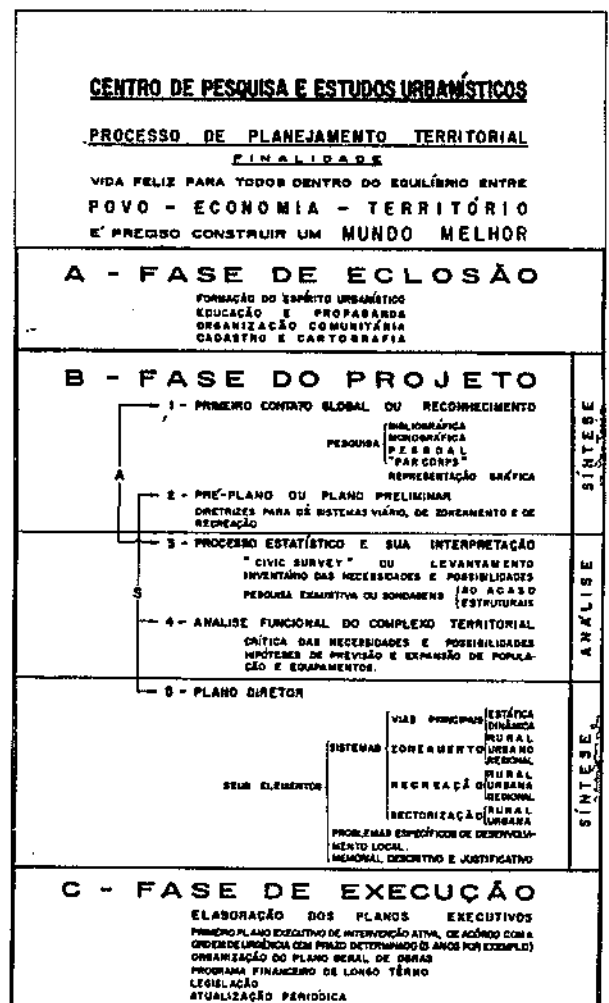 CENTRO DE PESQUISA E ESTUDOS URBANÍSTICOS
PROCESSO DE PLANEJAMENTO TERRITORIAL
FINALIDADE
VIDA FELIZ PARA TODOS DENTRO DO EQUILÍBRIO ENTRE
POVO - ECONOMIA - TERRITÓRIO
E' PRECISO CONSTRUIR UM MUNDO MELHOR
A - FASE DE ECLOSÃO
FORMAÇÃO DO ESPÍRITO URBANÍSTICO
EDUCAÇÃO E PROPAGANDA
ORGANIZAÇÃO COMUNITÁRIA
CADASTRO E CARTOGRAFIA
B - FASE DO PROJETO
1 - PRIMEIRO CONTATO GLOBAL OU RECONHECIMENTO
PESQUISA
BIBLIOGRÁFICA
MONOGRÁFICA
PESSOAL
"PAR CORPS"
REPRESENTAÇÃO GRÁFICA
A
2 - PRÉ-PLANO OU PLANO PRELIMINAR
DIRETRIZES PARA OS SISTEMAS VIÁRIO, DE ZONEAMENTO E DE
RECREAÇÃO
SÍNTESE
3 - PROCESSO ESTATÍSTICO E SUA INTERPRETAÇÃO
"CIVIC SURVEY" OU LEVANTAMENTO
INVENTÁRIO DAS NECESSIDADES E POSSIBILIDADES
PESQUISA EXAUSTIVA OU SONDAGENS
AO ACASO
ESTRUTURAIS
S
4 - ANALISE FUNCIONAL DO COMPLEXO TERRITORIAL
CRÍTICA DAS NECESSIDADES E POSSIBILIDADES
HIPÓTESES DE PREVISÃO E EXPANSÃO DE POPULA-
ÇÃO E EQUIPAMENTOS.
ANÁLISE
5 - PLANO DIRETOR
SEUS ELEMENTOS
SISTEMAS
VIAS PRINCIPAIS
ESTÁTICA
DINÂMICA
ZONEAMENTO
RURAL
URBANO
REGIONAL
RECREAÇÃO
RURAL
URBANA
REGIONAL
SECTORIZAÇÃO
RURAL
URBANA
PROBLEMAS ESPECÍFICOS DE DESENVOLVI-
MENTO LOCAL.
MEMORIAL DESCRITIVO E JUSTIFICATIVO
SÍNTESE
C - FASE DE EXECUÇÃO
ELABORAÇÃO DOS PLANOS EXECUTIVOS
PRIMEIRO PLANO EXECUTIVO DE INTERVENÇÃO ATIVA, DE ACÔRDO COM A
ORDEM DE URGÊNCIA COM PRAZO DETERMINADO (5 ANOS POR EXEMPLO)
ORGANIZAÇÃO DO PLANO GERAL DE OBRAS
PROGRAMA FINANCEIRO DE LONGO TÊRMO
LEGISLAÇÃO
ATUALIZAÇÃO PERIÓDICA